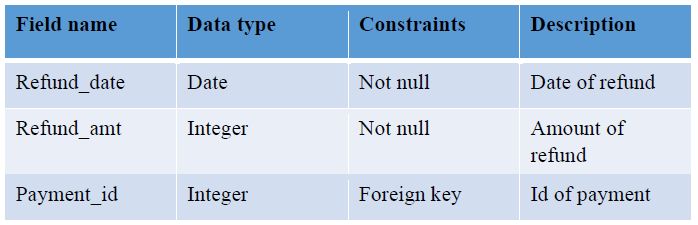 Field name Data type Constraints Description
Refund_date Date Not null Date of refund
Refund_amt Integer Not null Amount of
refund
Payment_id Integer Foreign key Id of payment